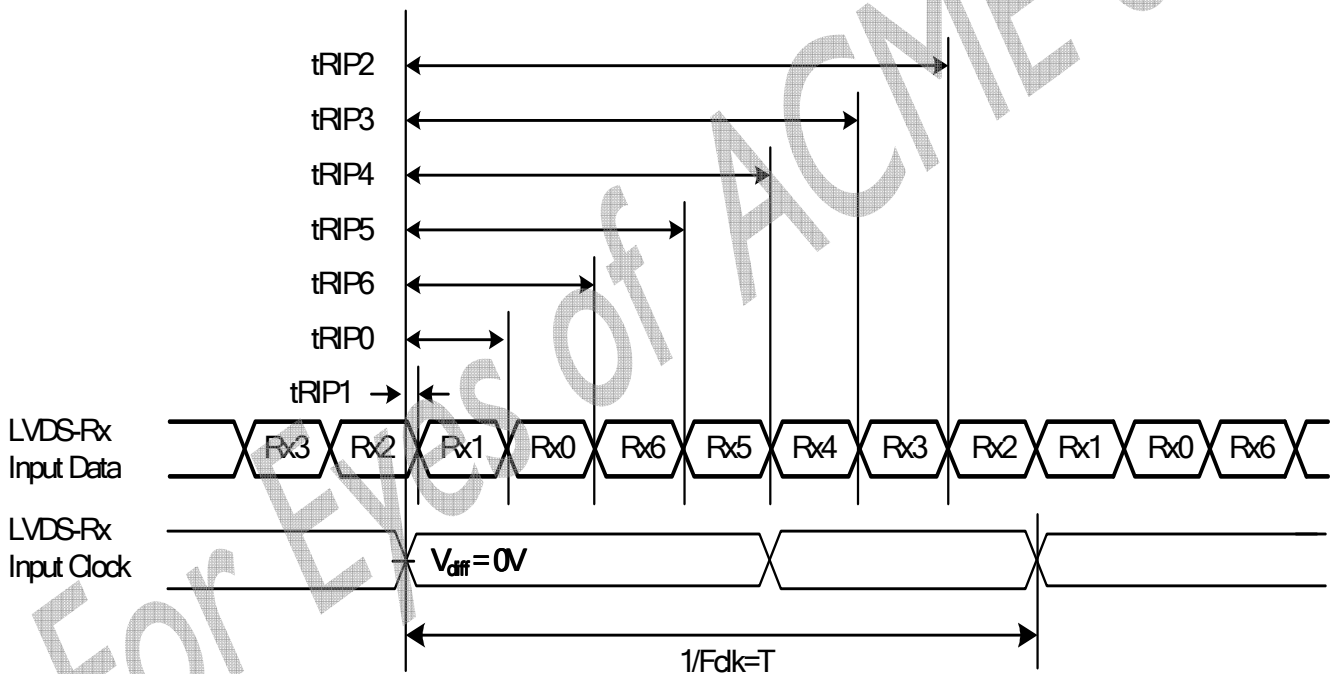 For Eyes of ACME
tRIP2
tRIP3
tRIP4
tRIP5
tRIP6
tRIP0
tRIP1
LVDS-Rx
Input Data
Rx3 Rx2 Rx1 Rx0 Rx6 Rx5 Rx4 Rx3 Rx2 Rx1 Rx0 Rx6
LVDS-Rx
Input Clock
Vdiff = 0V
1/Fclk=T